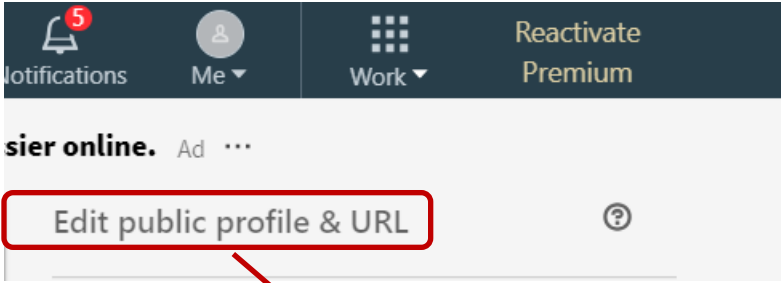 5
Notifications Me Work Reactivate Premium
sier online. Ad ...
Edit public profile & URL ?